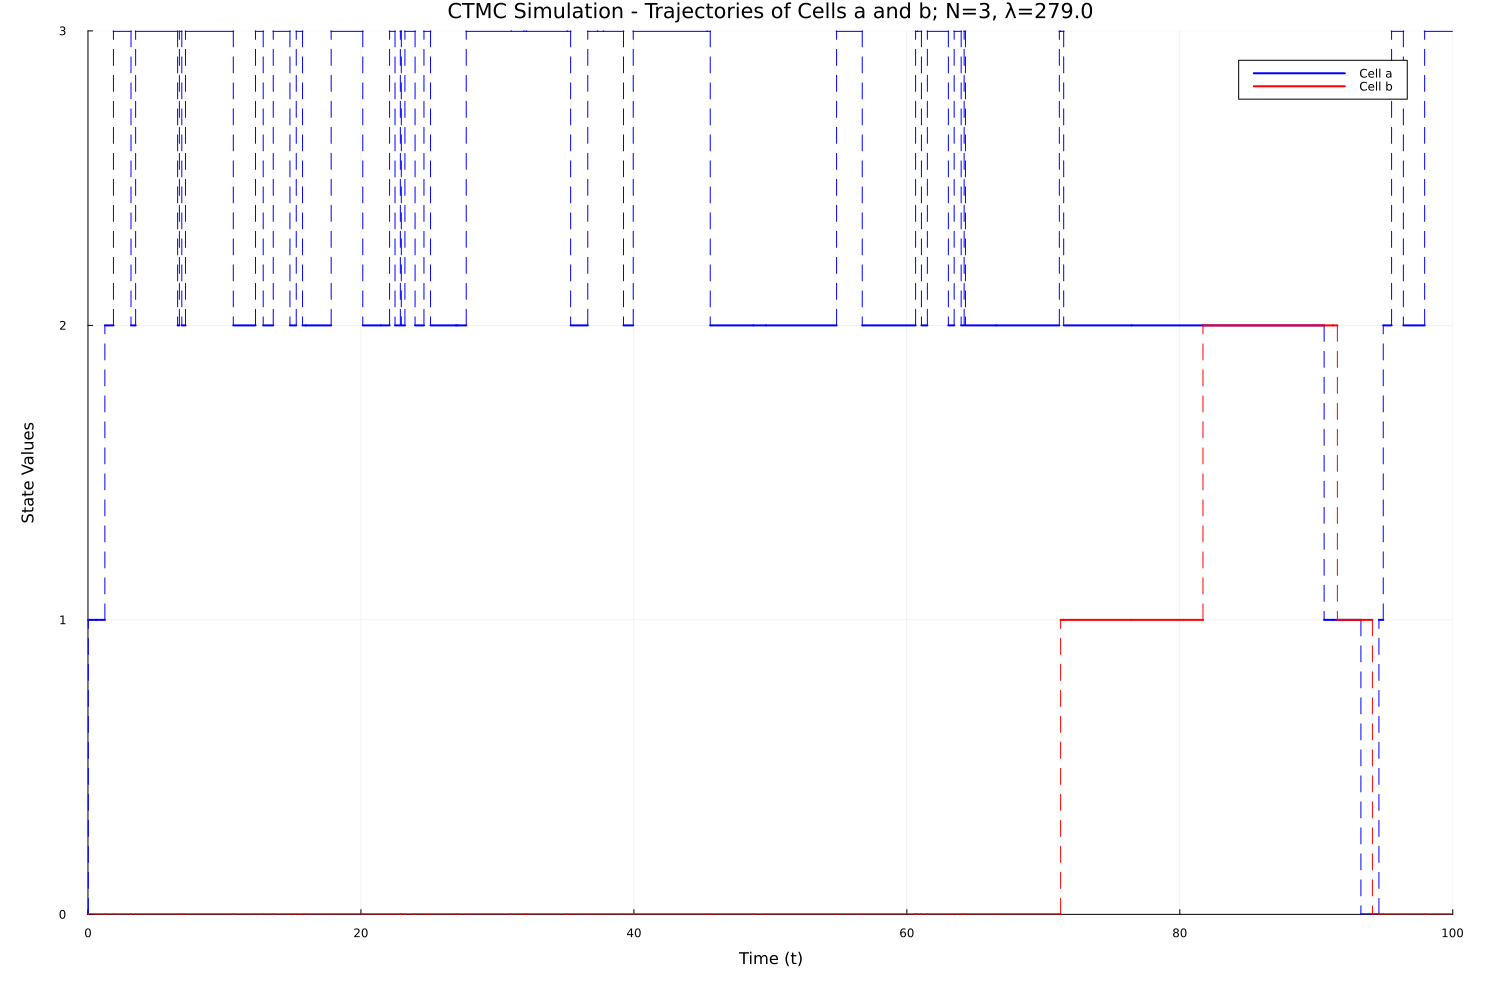 CTMC Simulation - Trajectories of Cells a and b; N=3, λ=279.0
3
Cell a
Cell b
2
State Values
1
0
0 20 40 60 80 100
Time (t)